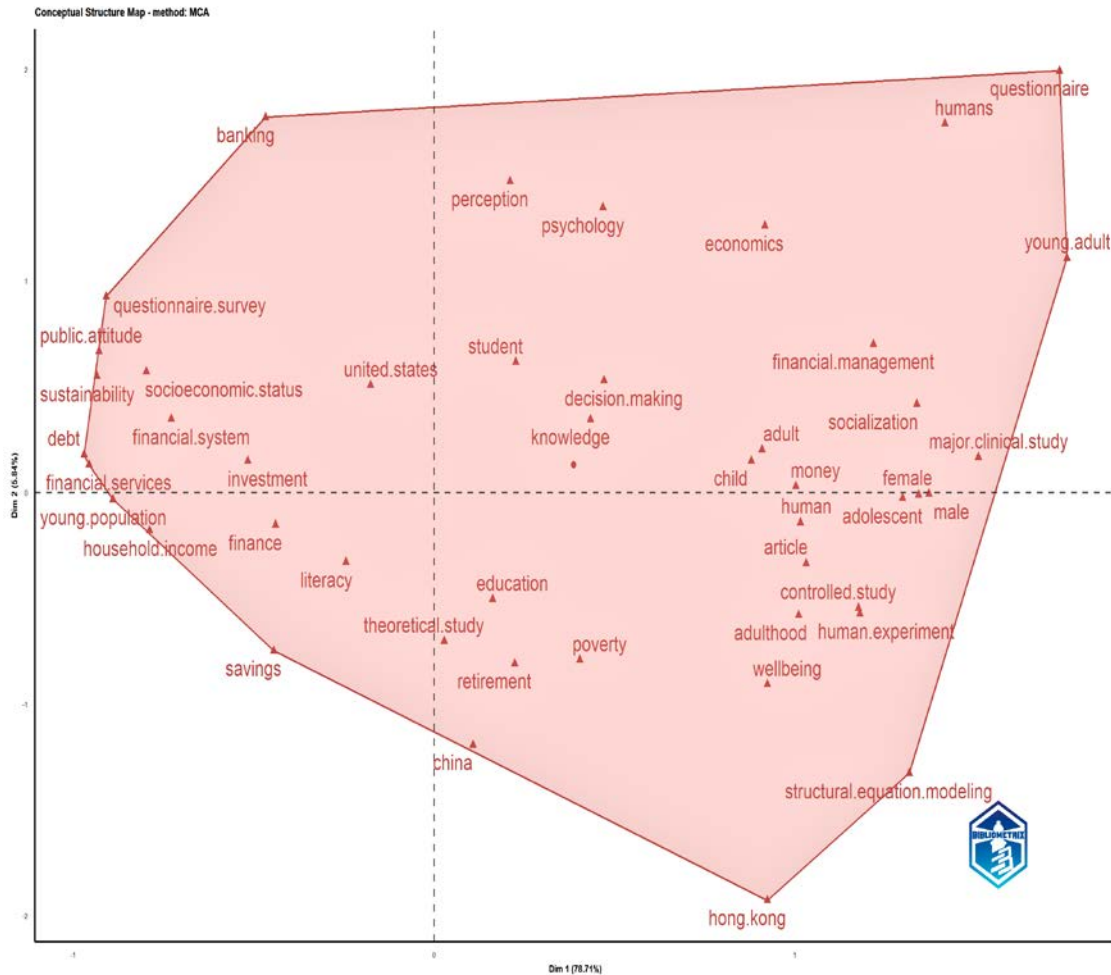 Conceptual Structure Map - method: MCA
2
questionnaire
humans
banking
perception
psychology
economics
young.adult
1
questionnaire.survey
public.attitude
student
united.states
financial.management
sustainability
socioeconomic.status
decision.making
socialization
debt
financial.system
knowledge
adult
major.clinical.study
financial.services
investment
child
money
female
Dim 2 (5.84%)
0
young.population
human
adolescent
male
household.income
finance
article
literacy
education
controlled.study
theoretical.study
adulthood
human.experiment
poverty
savings
retirement
wellbeing
-1
china
structural.equation.modeling
BIBLIOMETRIX
-2
hong.kong
-1
0
1
Dim 1 (78.71%)